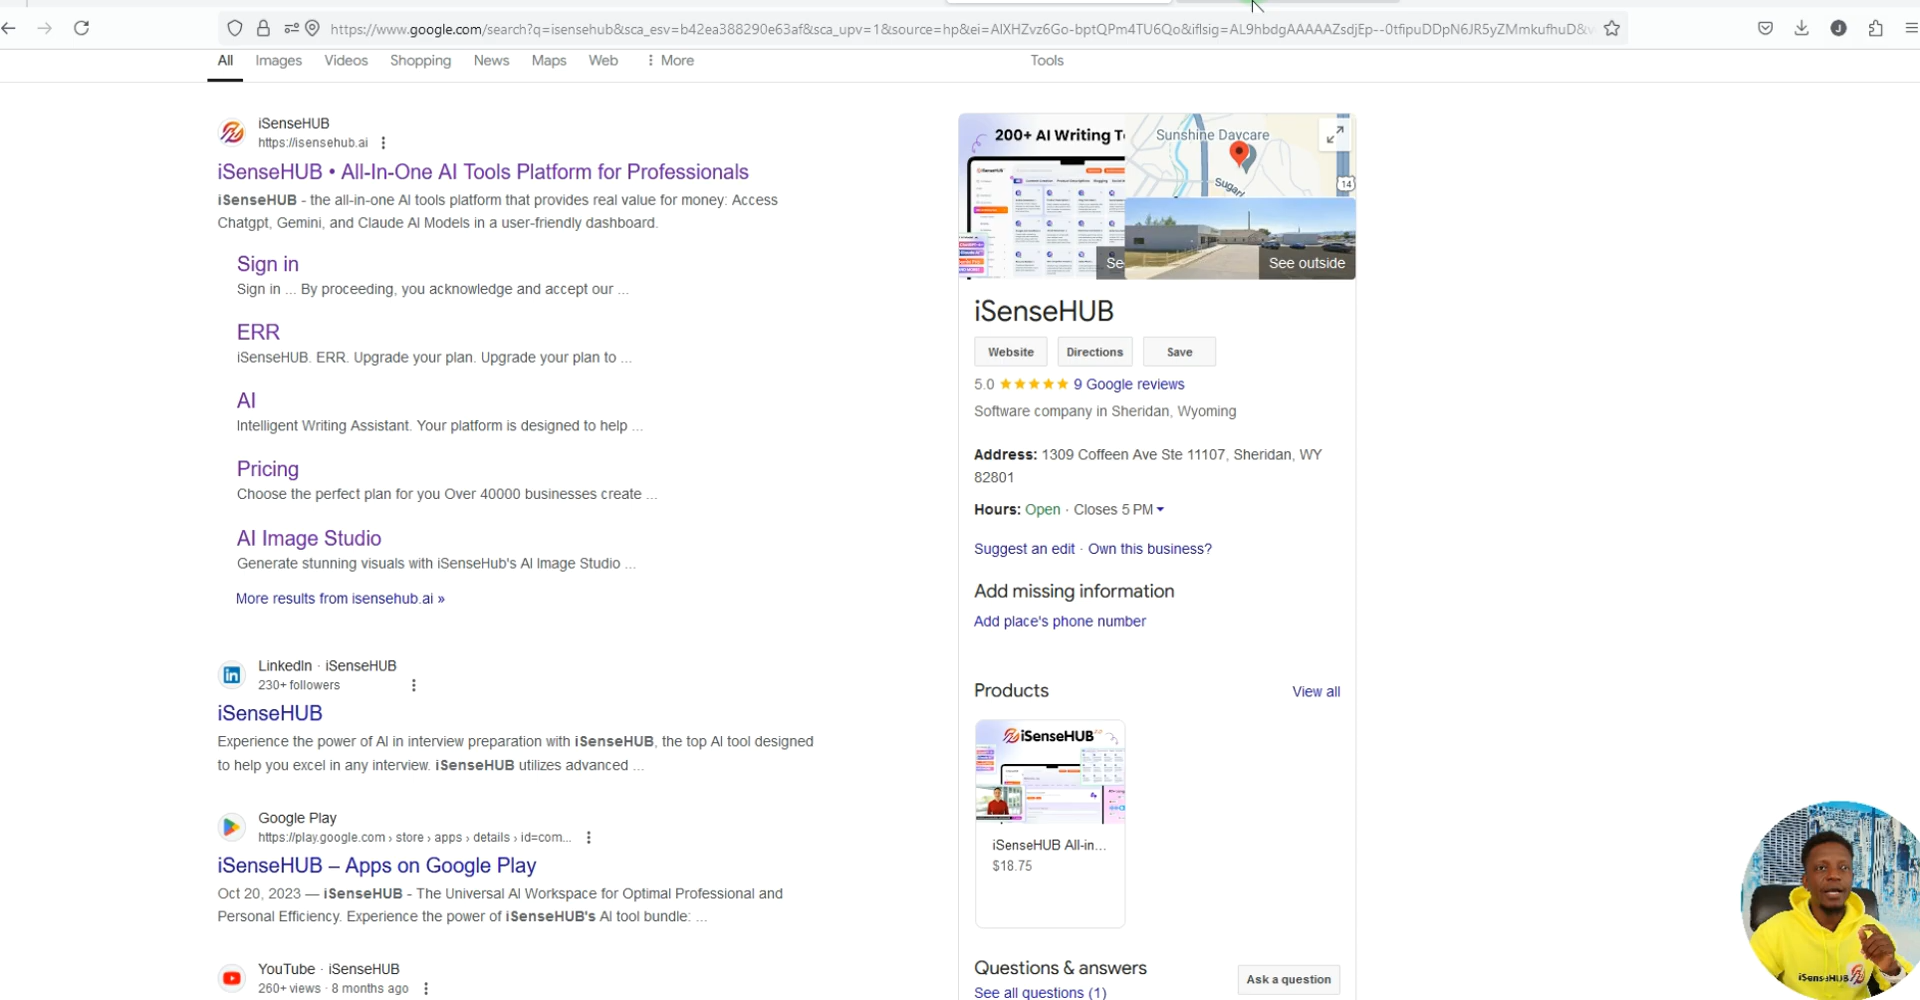 https://www.google.com/search?q=isensehub&sca_esv=b42ea388290e63af&sca_upv=1&source=hp&ei=AIXHZvz6Go-bptQPm4TU6Qo&iflsig=AL9hbdgAAAAAZsdjEp--0tfipuDDpN6JR5yZMmkufhuD&v
J
All Images Videos Shopping News Maps Web More Tools
iSenseHUB
https://isensehub.ai
iSenseHUB • All-In-One AI Tools Platform for Professionals
iSenseHUB - the all-in-one AI tools platform that provides real value for money: Access
Chatgpt, Gemini, and Claude AI Models in a user-friendly dashboard.
Sign in
Sign in ... By proceeding, you acknowledge and accept our ...
ERR
iSenseHUB. ERR. Upgrade your plan. Upgrade your plan to ...
AI
Intelligent Writing Assistant. Your platform is designed to help ...
Pricing
Choose the perfect plan for you Over 40000 businesses create ...
AI Image Studio
Generate stunning visuals with iSenseHub's AI Image Studio ...
More results from isensehub.ai »
LinkedIn · iSenseHUB
230+ followers
iSenseHUB
Experience the power of AI in interview preparation with iSenseHUB, the top AI tool designed
to help you excel in any interview. iSenseHUB utilizes advanced ...
Google Play
https://play.google.com › store › apps › details › id=com...
iSenseHUB – Apps on Google Play
Oct 20, 2023 — iSenseHUB - The Universal AI Workspace for Optimal Professional and
Personal Efficiency. Experience the power of iSenseHUB's AI tool bundle: ...
YouTube · iSenseHUB
260+ views · 8 months ago
200+ AI Writing T
Sunshine Daycare
Sugarl
14
Se
See outside
iSenseHUB
Website Directions Save
5.0 9 Google reviews
Software company in Sheridan, Wyoming
Address: 1309 Coffeen Ave Ste 11107, Sheridan, WY
82801
Hours: Open · Closes 5 PM
Suggest an edit · Own this business?
Add missing information
Add place's phone number
Products View all
iSenseHUB
iSenseHUB All-in...
$18.75
Questions & answers
See all questions (1)
Ask a question
iSenseHUB